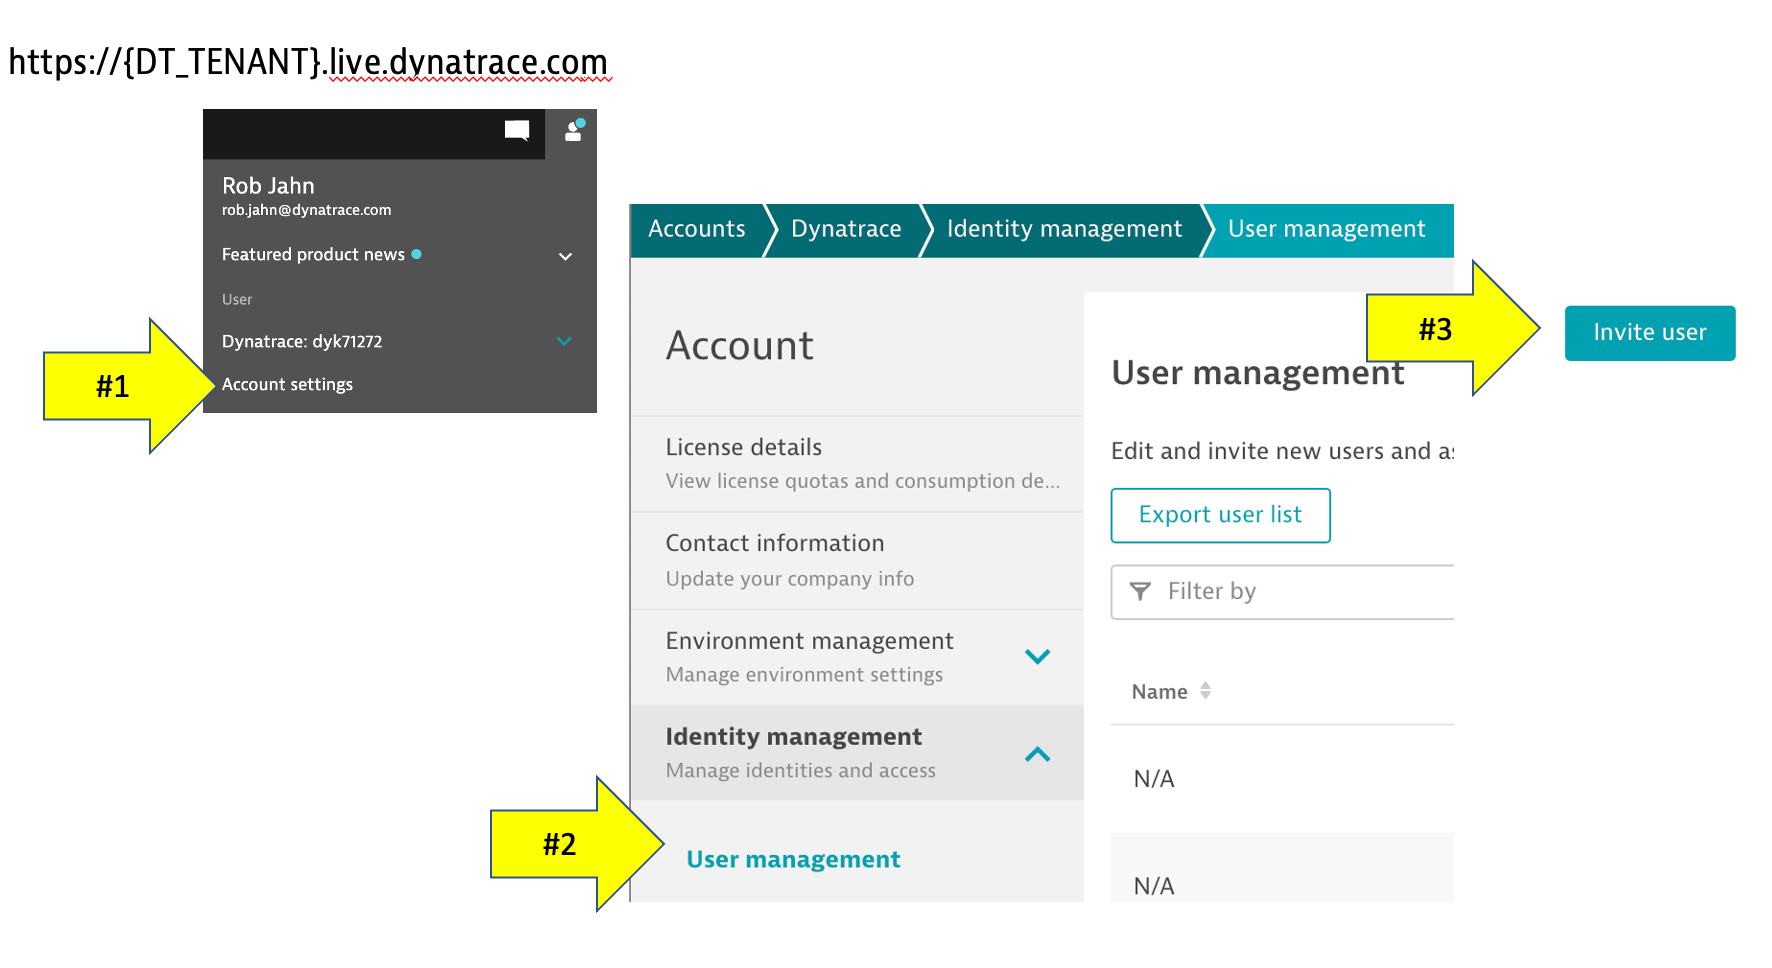 https://{DT_TENANT}.live.dynatrace.com
Rob Jahn
rob.jahn@dynatrace.com
Featured product news
User
Dynatrace: dyk71272
#1
Account settings
Accounts
Dynatrace
Identity management
User management
Account
License details
View license quotas and consumption de...
Contact information
Update your company info
Environment management
Manage environment settings
Identity management
Manage identities and access
#2
User management
#3
Invite user
User management
Edit and invite new users and as
Export user list
Filter by
Name
N/A
N/A